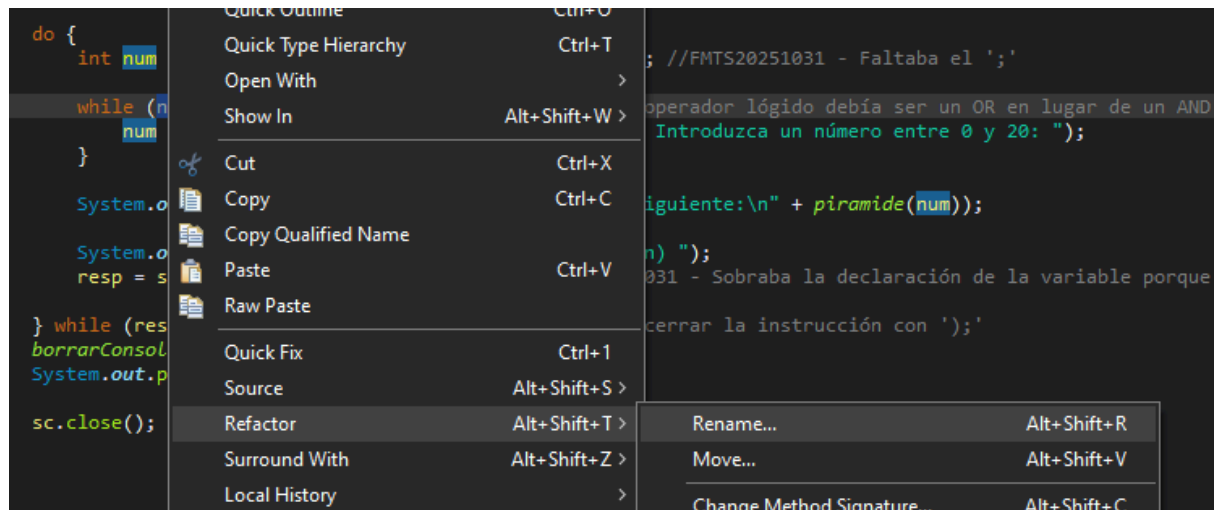 Quick Outline Ctrl+O
do {
Quick Type Hierarchy Ctrl+T
int num ; //FMTS20251031 - Faltaba el ';'
Open With >
while (n operador lógido debía ser un OR en lugar de un AND
Show In Alt+Shift+W >
num Introduzca un número entre 0 y 20: ");
}
Cut Ctrl+X
Copy Ctrl+C
System.o iguiente:\n" + piramide(num));
Copy Qualified Name
System.o n) ");
Paste Ctrl+V
resp = s 031 - Sobraba la declaración de la variable porque
Raw Paste
} while (res cerrar la instrucción con ');'
borrarConsol
Quick Fix Ctrl+1
System.out.p
Source Alt+Shift+S >
sc.close();
Refactor Alt+Shift+T >
Rename... Alt+Shift+R
Surround With Alt+Shift+Z >
Move... Alt+Shift+V
Local History >
Change Method Signature... Alt+Shift+C